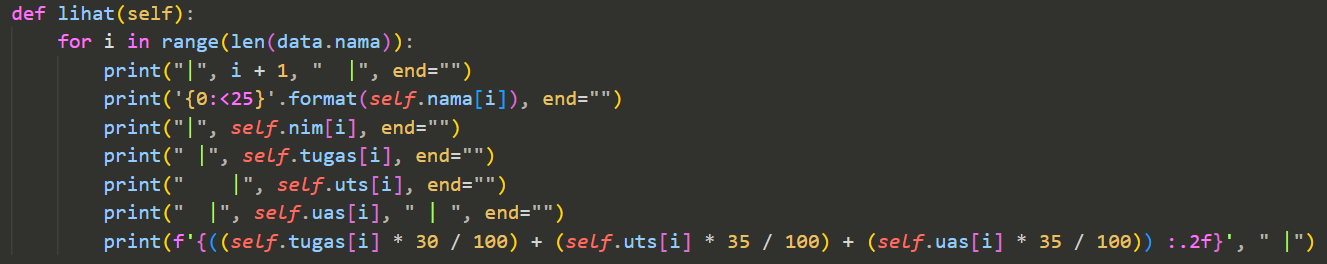 def lihat(self):
    for i in range(len(data.nama)):
        print("|", i + 1, "  |", end="")
        print('{0:<25}'.format(self.nama[i]), end="")
        print("|", self.nim[i], end="")
        print(" |", self.tugas[i], end="")
        print("    |", self.uts[i], end="")
        print("  |", self.uas[i], " | ", end="")
        print(f'{((self.tugas[i] * 30 / 100) + (self.uts[i] * 35 / 100) + (self.uas[i] * 35 / 100)) :.2f}', " |")